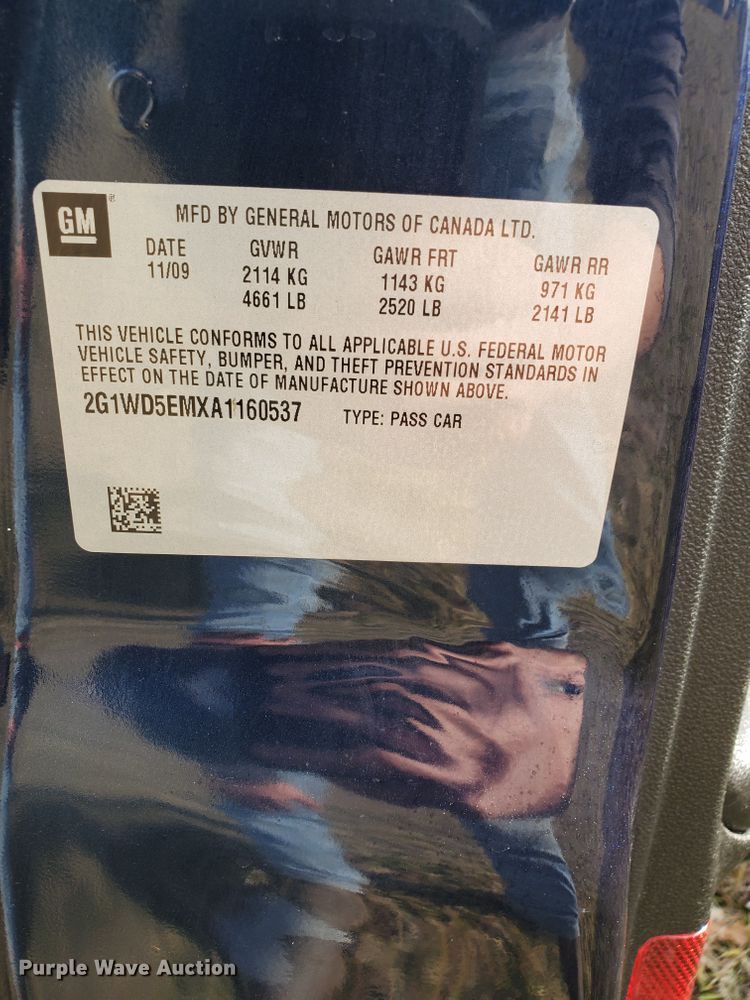 GM ®
MFD BY GENERAL MOTORS OF CANADA LTD.
DATE GVWR GAWR FRT GAWR RR
11/09 2114 KG 1143 KG 971 KG
4661 LB 2520 LB 2141 LB
THIS VEHICLE CONFORMS TO ALL APPLICABLE U.S. FEDERAL MOTOR
VEHICLE SAFETY, BUMPER, AND THEFT PREVENTION STANDARDS IN
EFFECT ON THE DATE OF MANUFACTURE SHOWN ABOVE.
2G1WD5EMXA1160537 TYPE: PASS CAR
Purple Wave Auction